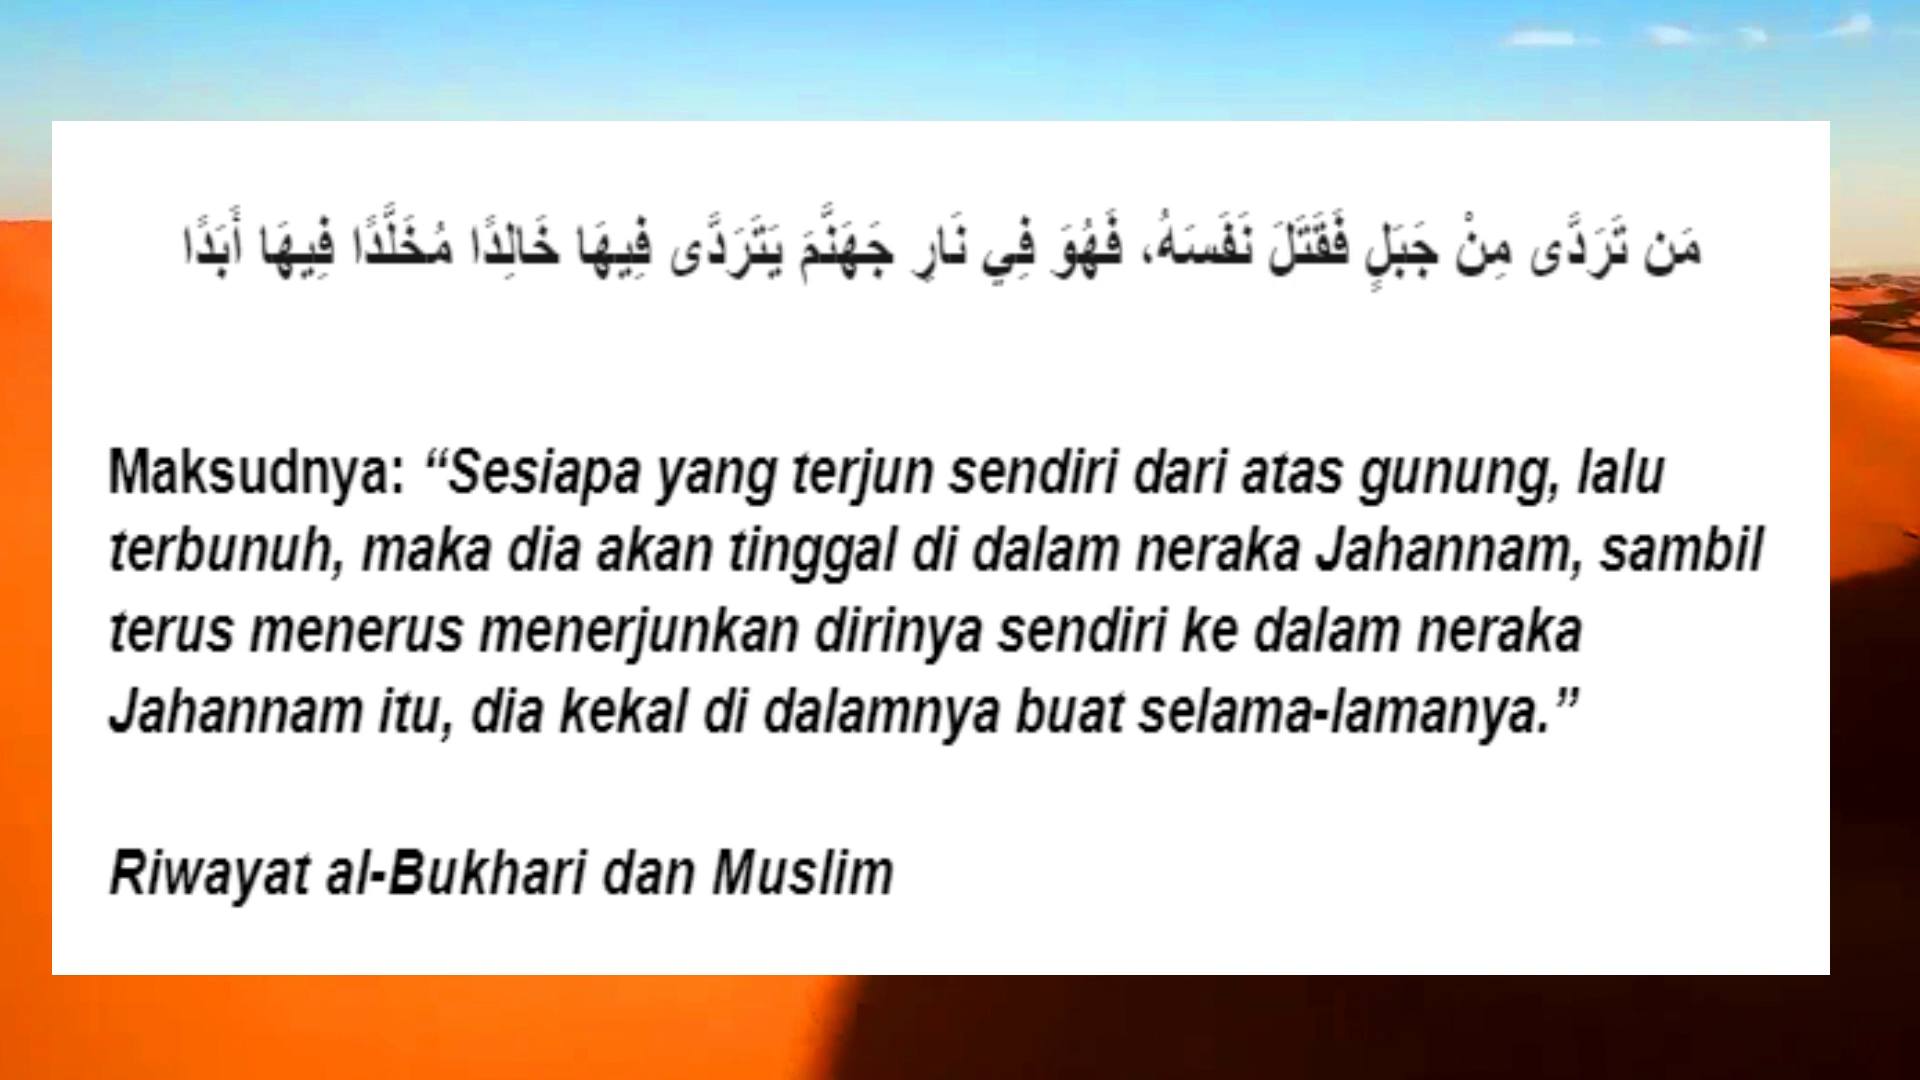 مَن تَرَدَّى مِنْ جَبَلٍ فَقَتَلَ نَفَسَهُ، فَهُوَ فِي نَارِ جَهَنَّمَ يَتَرَدَّى فِيهَا خَالِدًا مُخَلَّدًا فِيهَا أَبَدًا
Maksudnya: “Sesiapa yang terjun sendiri dari atas gunung, lalu
terbunuh, maka dia akan tinggal di dalam neraka Jahannam, sambil
terus menerus menerjunkan dirinya sendiri ke dalam neraka
Jahannam itu, dia kekal di dalamnya buat selama-lamanya.”
Riwayat al-Bukhari dan Muslim